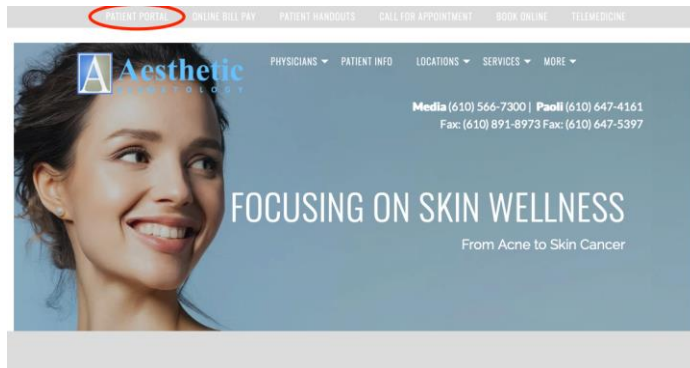 PATIENT PORTAL ONLINE BILL PAY PATIENT HANDOUTS CALL FOR APPOINTMENT BOOK ONLINE TELEMEDICINE
A Aesthetic
DERMATOLOGY
PHYSICIANS PATIENT INFO LOCATIONS SERVICES MORE
Media (610) 566-7300 | Paoli (610) 647-4161
Fax: (610) 891-8973 Fax: (610) 647-5397
FOCUSING ON SKIN WELLNESS
From Acne to Skin Cancer